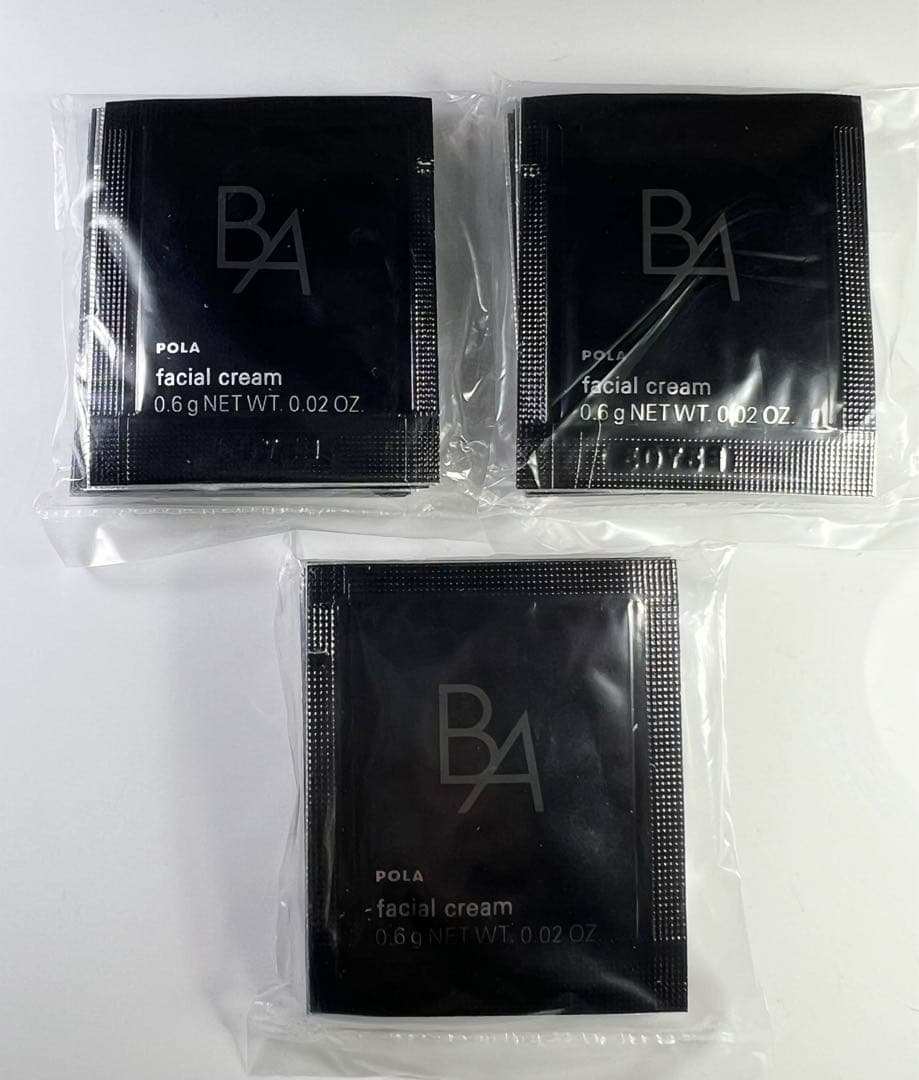 BA
POLA
facial cream
0.6 g NET WT. 0.02 OZ.
BA
POLA
facial cream
0.6 g NET WT. 0.02 OZ.
BA
POLA
facial cream
0.6 g NET WT. 0.02 OZ.